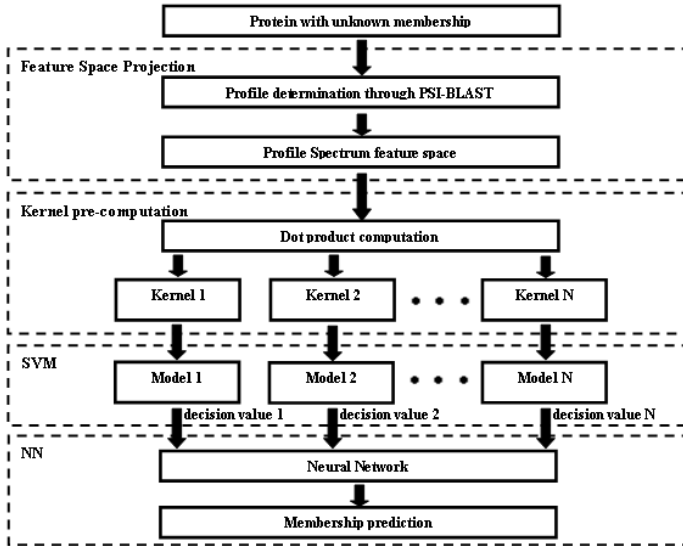 Protein with unknown membership
Feature Space Projection
Profile determination through PSI-BLAST
Profile Spectrum feature space
Kernel pre-computation
Dot product computation
Kernel 1
Kernel 2
Kernel N
SVM
Model 1
Model 2
Model N
decision value 1
decision value 2
decision value N
NN
Neural Network
Membership prediction